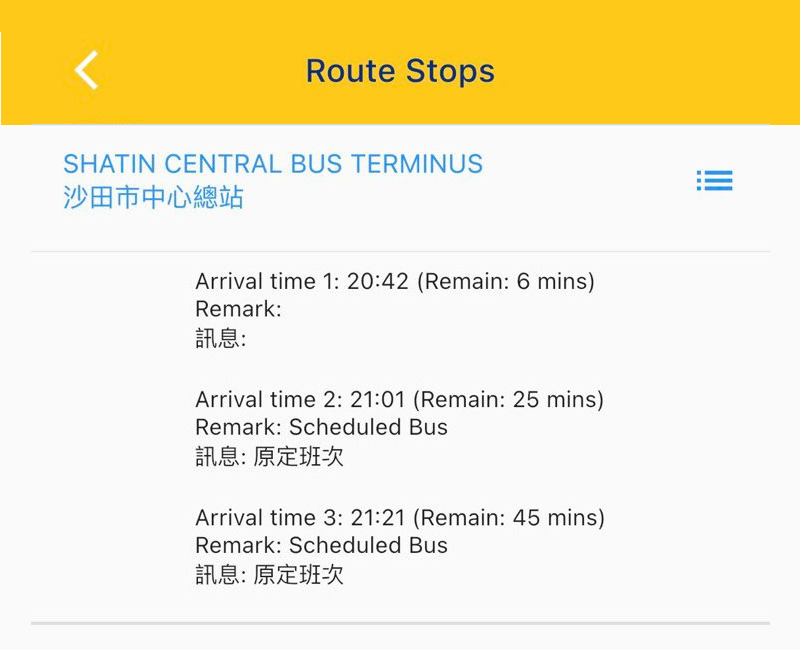 Route Stops
SHATIN CENTRAL BUS TERMINUS
沙田市中心總站
Arrival time 1: 20:42 (Remain: 6 mins)
Remark:
訊息:
Arrival time 2: 21:01 (Remain: 25 mins)
Remark: Scheduled Bus
訊息: 原定班次
Arrival time 3: 21:21 (Remain: 45 mins)
Remark: Scheduled Bus
訊息: 原定班次